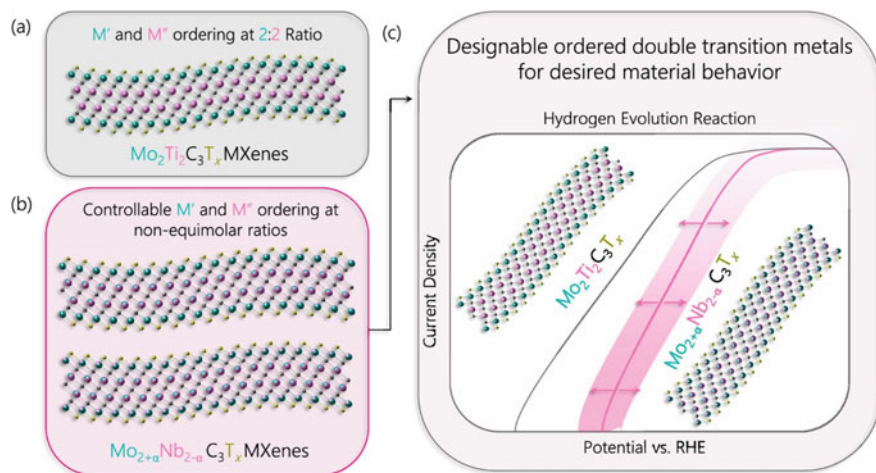 (a)
M′ and M″ ordering at 2:2 Ratio
Mo₂Ti₂C₃Tₓ MXenes
(b)
Controllable M′ and M″ ordering at
non-equimolar ratios
Mo₂₊αNb₂₋αC₃Tₓ MXenes
(c)
Designable ordered double transition metals
for desired material behavior
Hydrogen Evolution Reaction
Current Density
Mo₂Ti₂C₃Tₓ
Mo₂₊αNb₂₋αC₃Tₓ
Potential vs. RHE